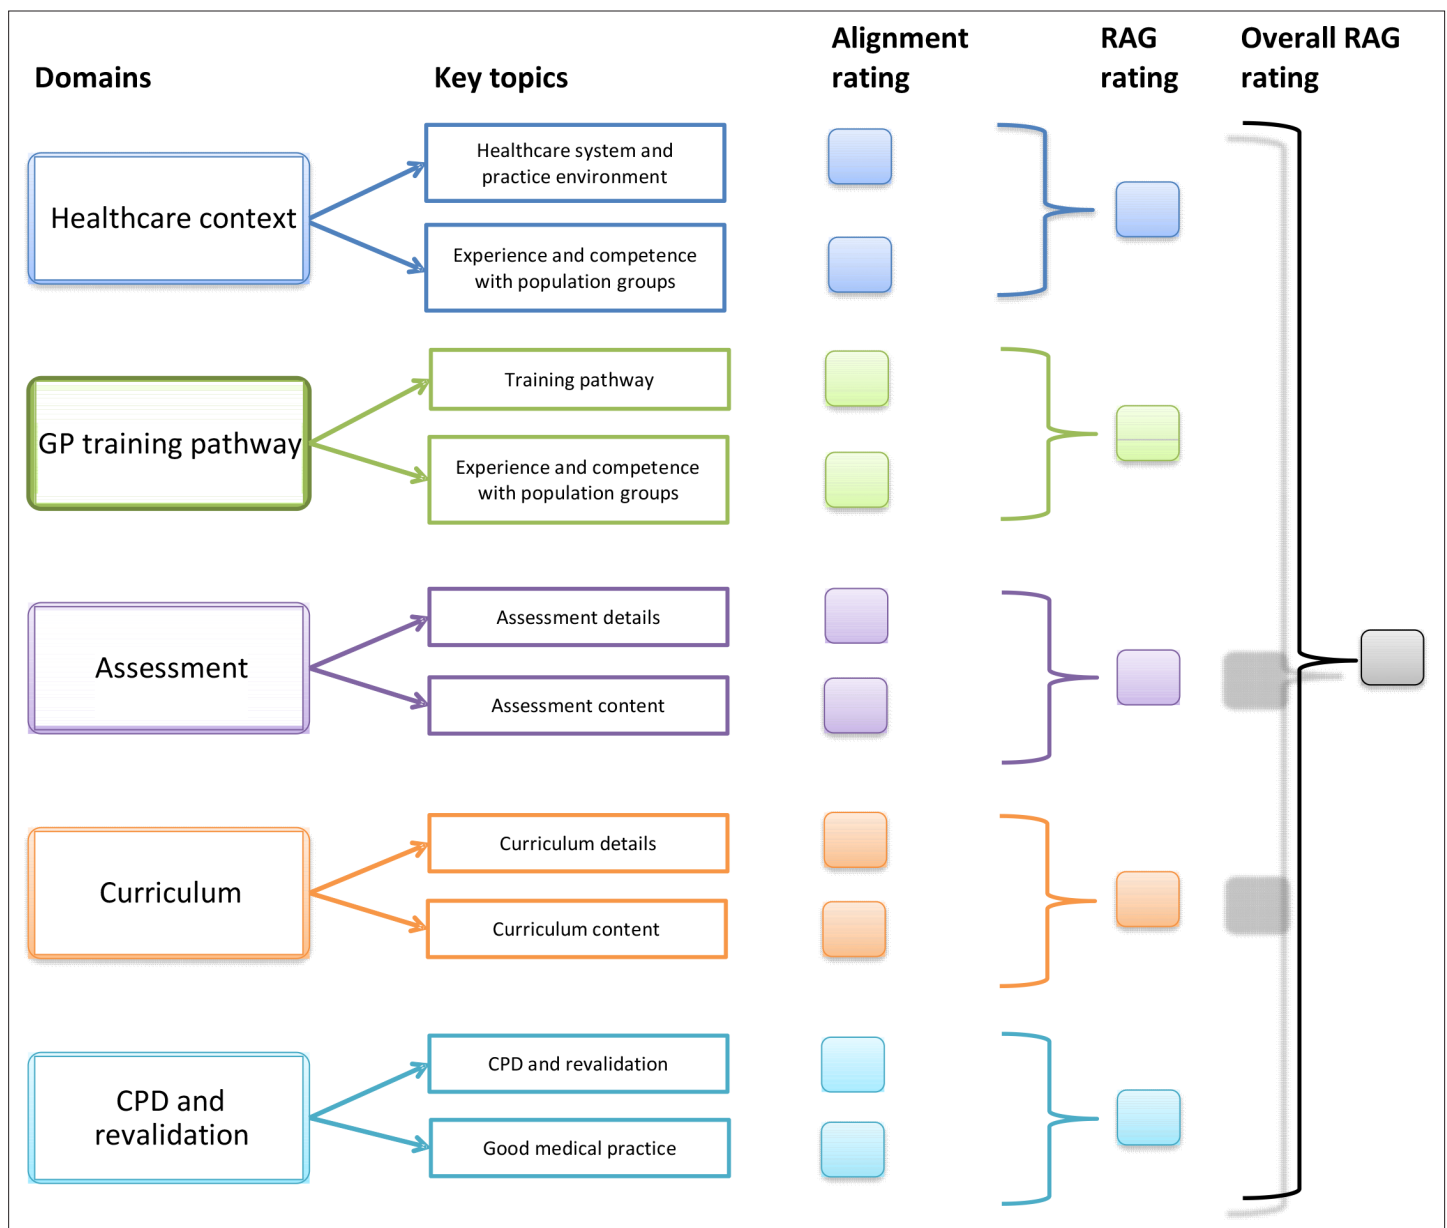 Domains
Key topics
Alignment
rating
RAG
rating
Overall RAG
rating
Healthcare context
Healthcare system and
practice environment
Experience and competence
with population groups
GP training pathway
Training pathway
Experience and competence
with population groups
Assessment
Assessment details
Assessment content
Curriculum
Curriculum details
Curriculum content
CPD and
revalidation
CPD and revalidation
Good medical practice